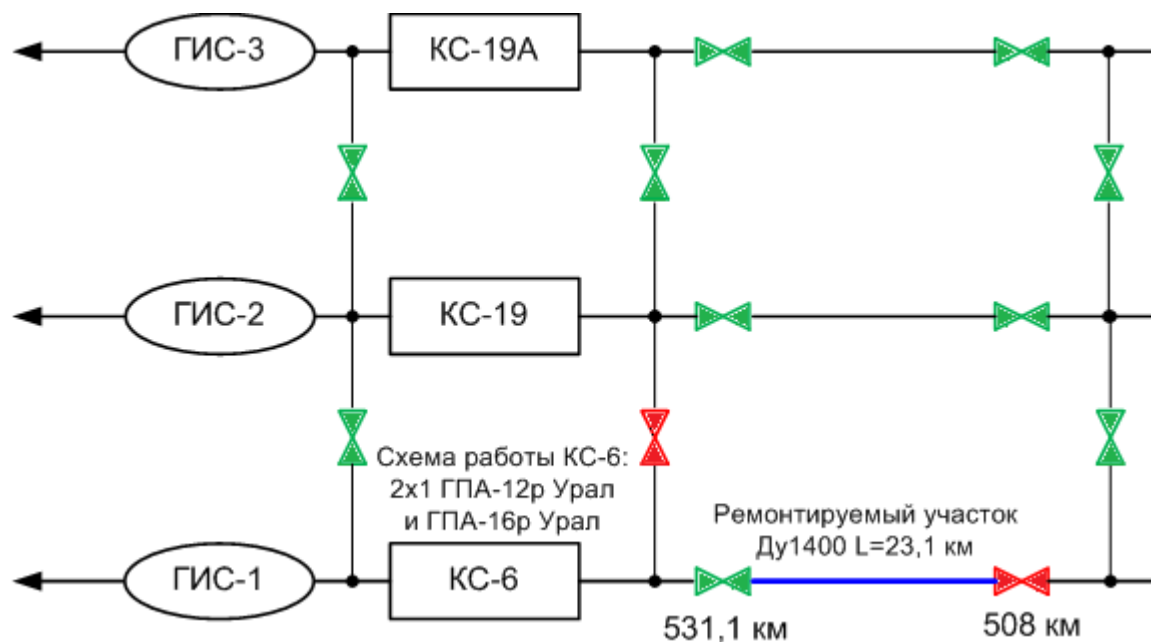 ГИС-3
КС-19А
ГИС-2
КС-19
Схема работы КС-6:
2х1 ГПА-12р Урал
и ГПА-16р Урал
Ремонтируемый участок
Ду1400 L=23,1 км
ГИС-1
КС-6
531,1 км
508 км